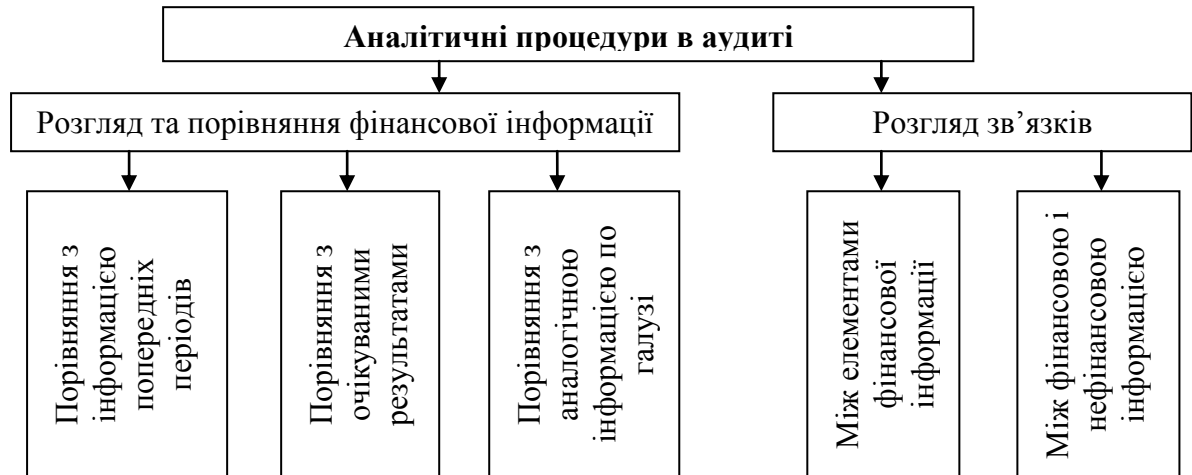 Аналітичні процедури в аудиті
Розгляд та порівняння фінансової інформації
Розгляд зв’язків
Порівняння з
інформацією
попередніх
періодів
Порівняння з
очікуваними
результатами
Порівняння з
аналогічною
інформацією по
галузі
Між елементами
фінансової
інформації
Між фінансовою і
нефінансовою
інформацією